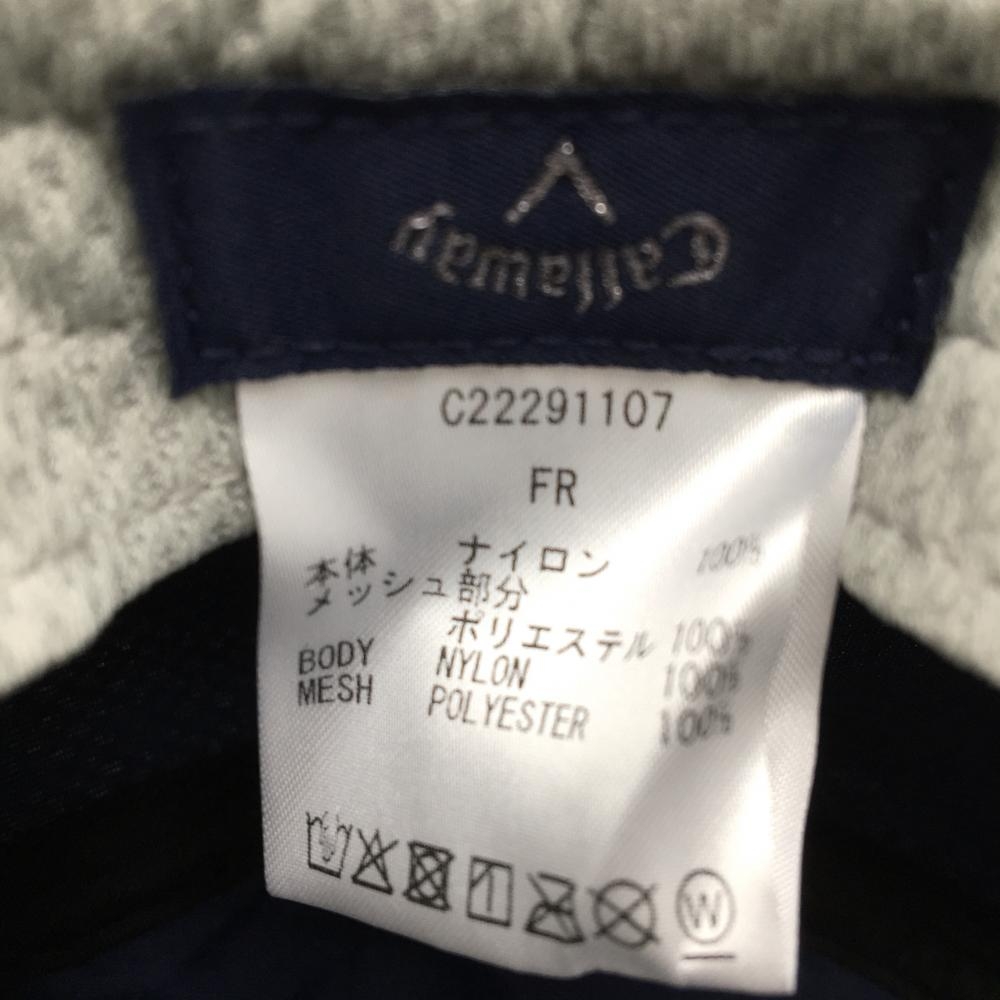 Callaway
C22291107
FR
本体 ナイロン 100%
メッシュ部分
ポリエステル 100%
BODY NYLON 100%
MESH POLYESTER 100%
W